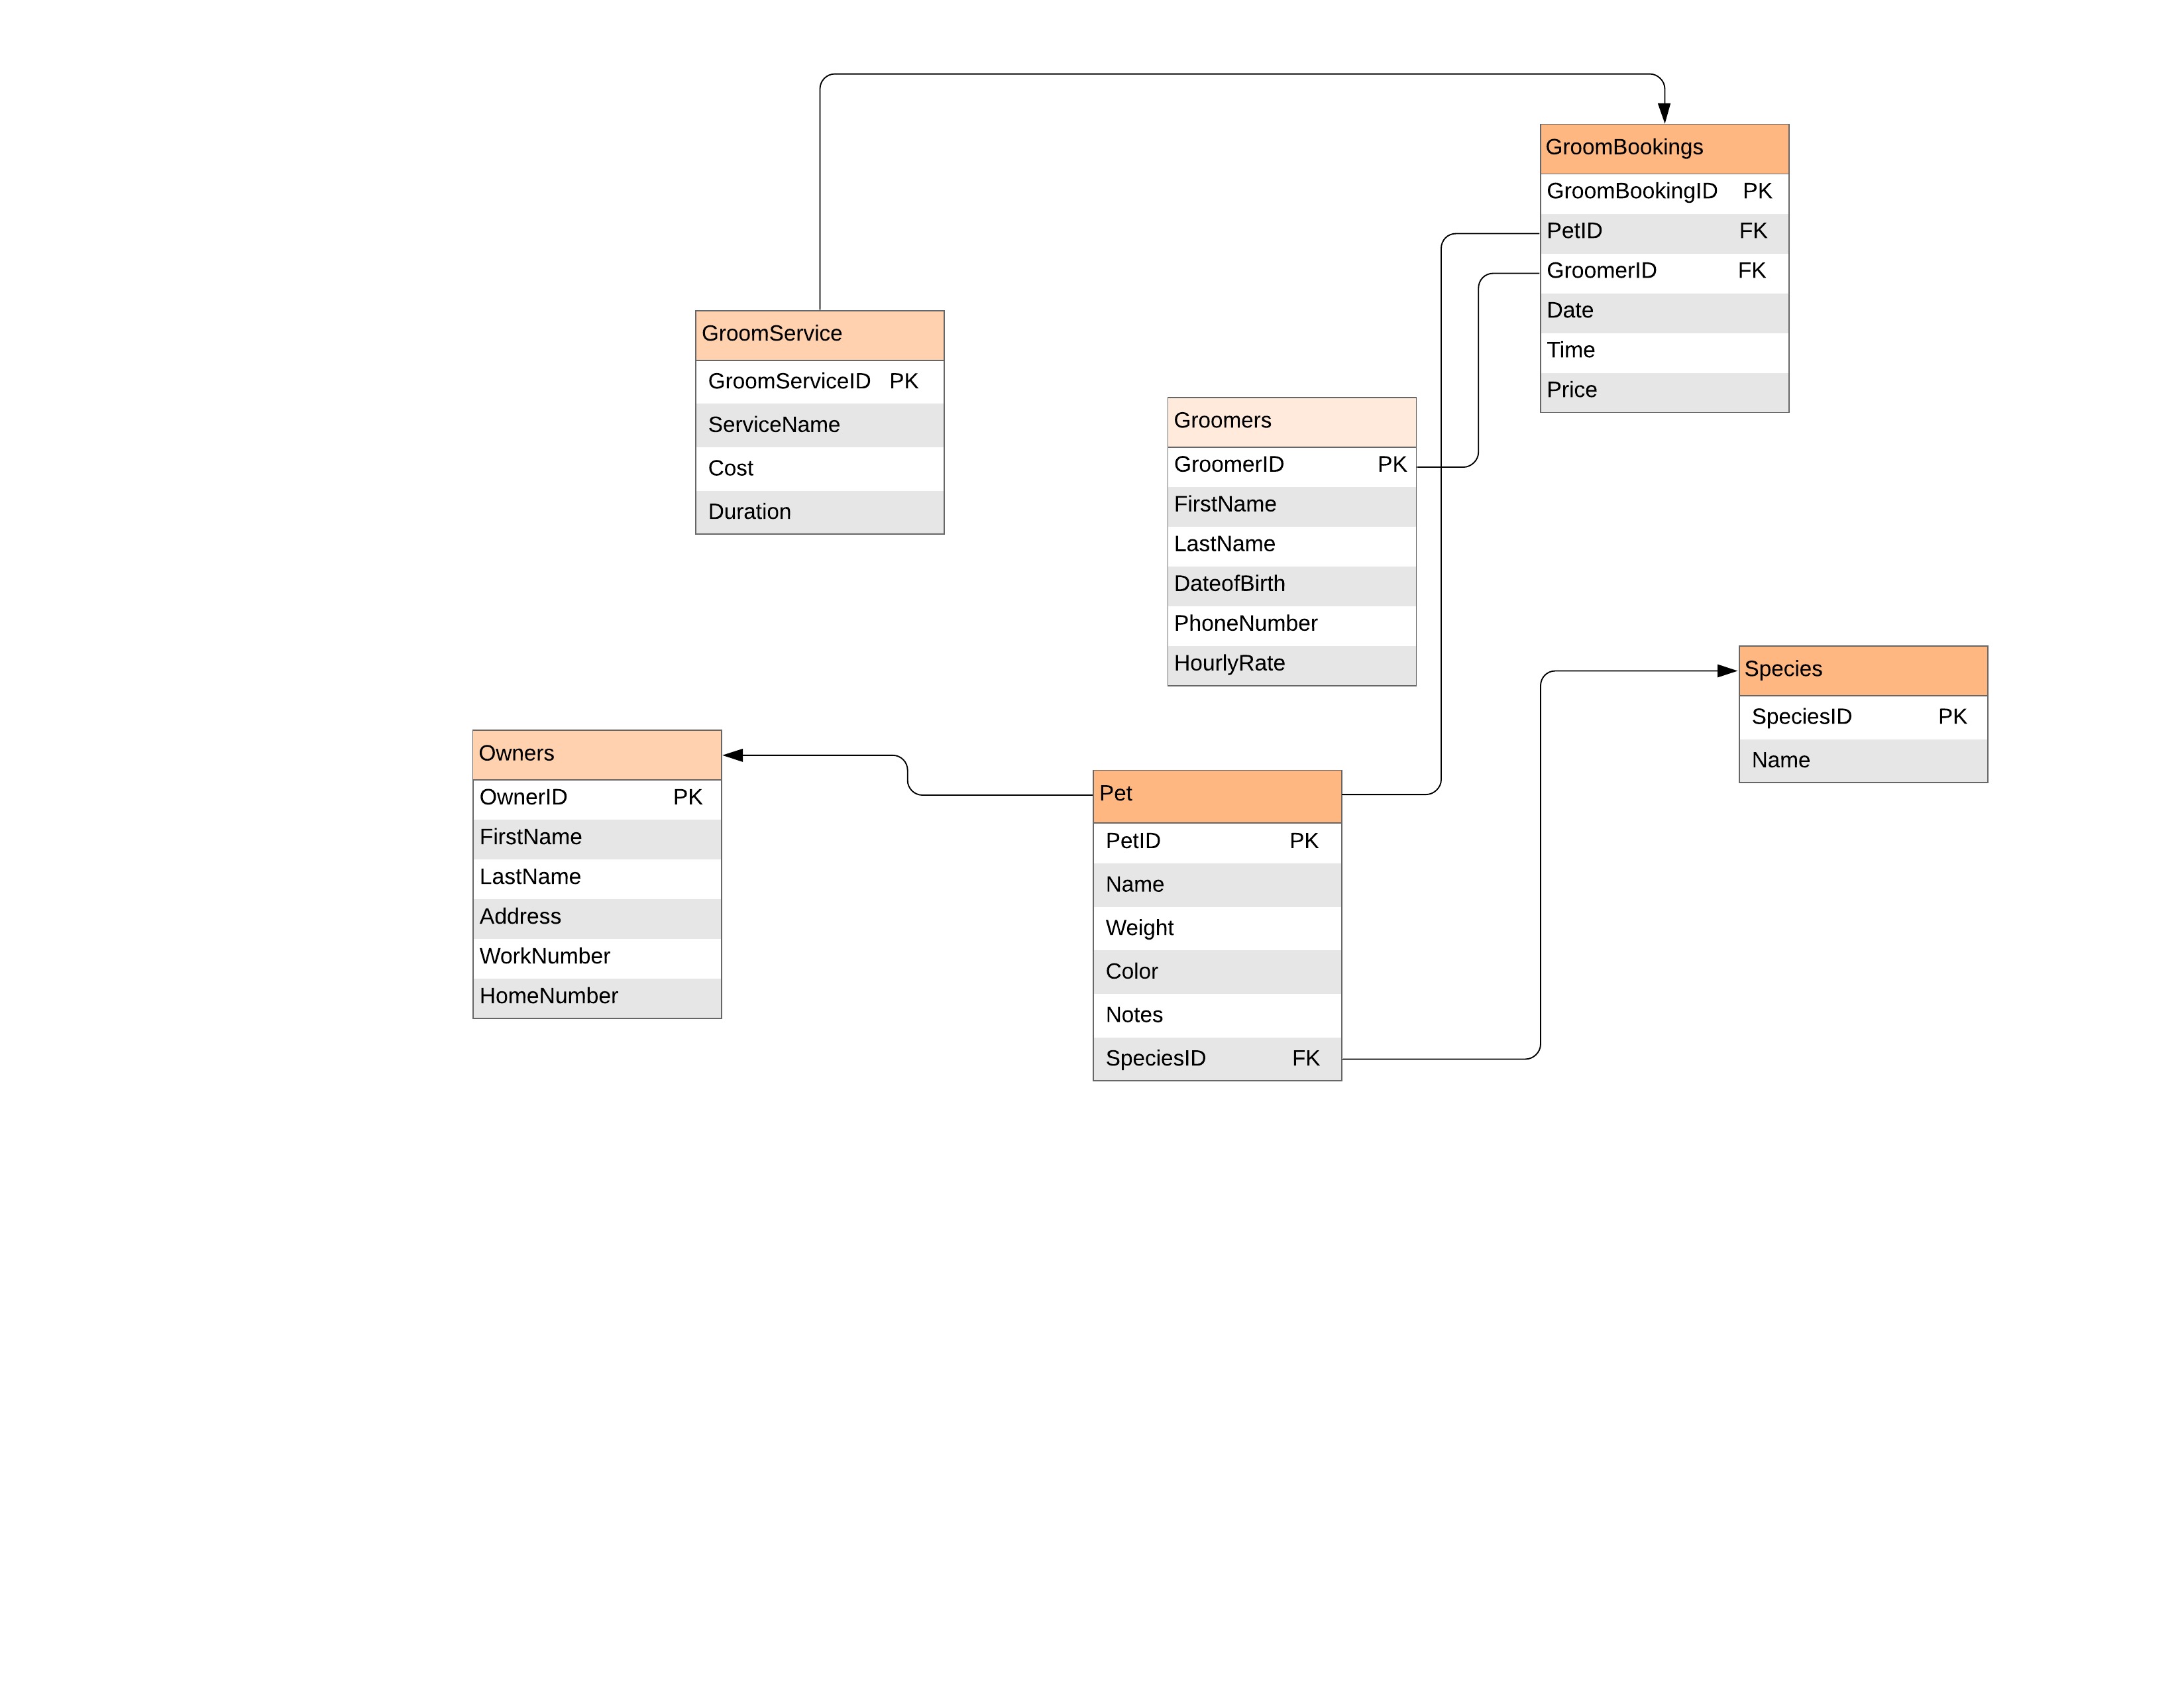 GroomBookings
GroomBookingID PK
PetID FK
GroomerID FK
Date
Time
Price
GroomService
GroomServiceID PK
ServiceName
Cost
Duration
Groomers
GroomerID PK
FirstName
LastName
DateofBirth
PhoneNumber
HourlyRate
Species
SpeciesID PK
Name
Owners
OwnerID PK
FirstName
LastName
Address
WorkNumber
HomeNumber
Pet
PetID PK
Name
Weight
Color
Notes
SpeciesID FK